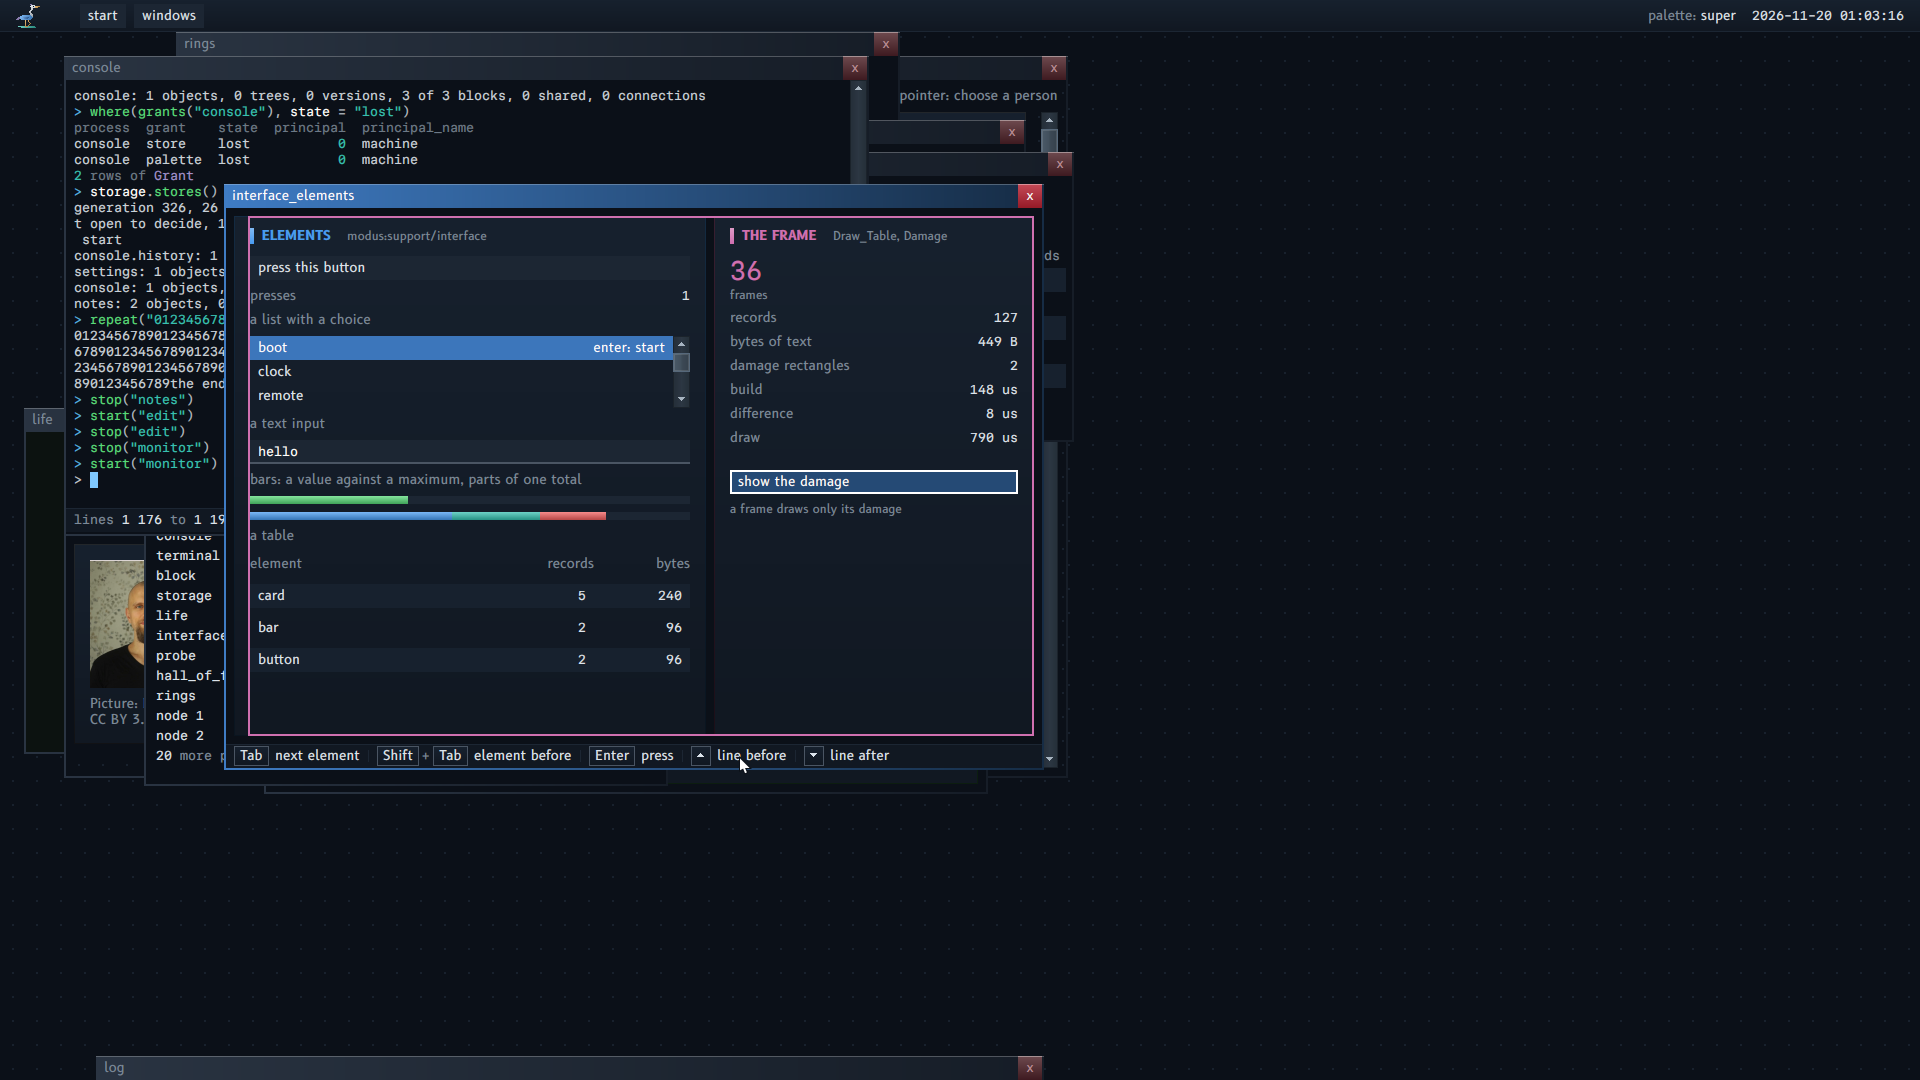 start windows palette: super 2026-11-20 01:03:16
rings x
console x
x
console: 1 objects, 0 trees, 0 versions, 3 of 3 blocks, 0 shared, 0 connections
pointer: choose a person
> where(grants("console"), state = "lost")
process grant state principal principal_name
console store lost 0 machine
x
console palette lost 0 machine
x
2 rows of Grant
> storage.stores()
generation 326, 26
t open to decide, 1
start
console.history: 1
settings: 1 objects
console: 1 objects,
notes: 2 objects, 0
> repeat("012345678
0123456789012345678
6789012345678901234
2345678901234567890
890123456789the end
> stop("notes")
> start("edit")
> stop("edit")
> stop("monitor")
> start("monitor")
>
lines 1 176 to 1 19
life
ds
interface_elements x
ELEMENTS modus:support/interface
press this button
presses 1
a list with a choice
boot enter: start
clock
remote
a text input
hello
bars: a value against a maximum, parts of one total
a table
element records bytes
card 5 240
bar 2 96
button 2 96
THE FRAME Draw_Table, Damage
36
frames
records 127
bytes of text 449 B
damage rectangles 2
build 148 us
difference 8 us
draw 790 us
show the damage
a frame draws only its damage
Tab next element Shift + Tab element before Enter press line before line after
console
terminal
block
storage
life
interface
probe
hall_of_f
rings
node 1
node 2
20 more p
Picture:
CC BY 3.
log x